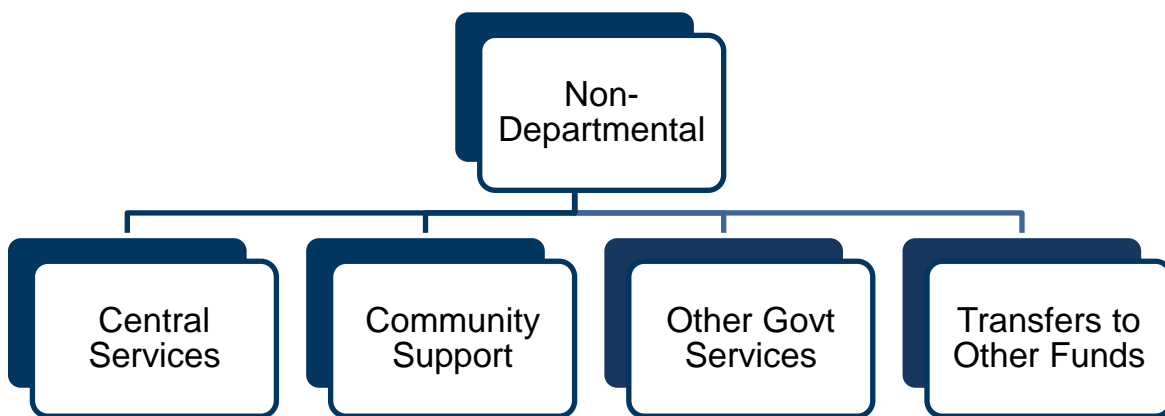 Non-
Departmental
Central
Services
Community
Support
Other Govt
Services
Transfers to
Other Funds